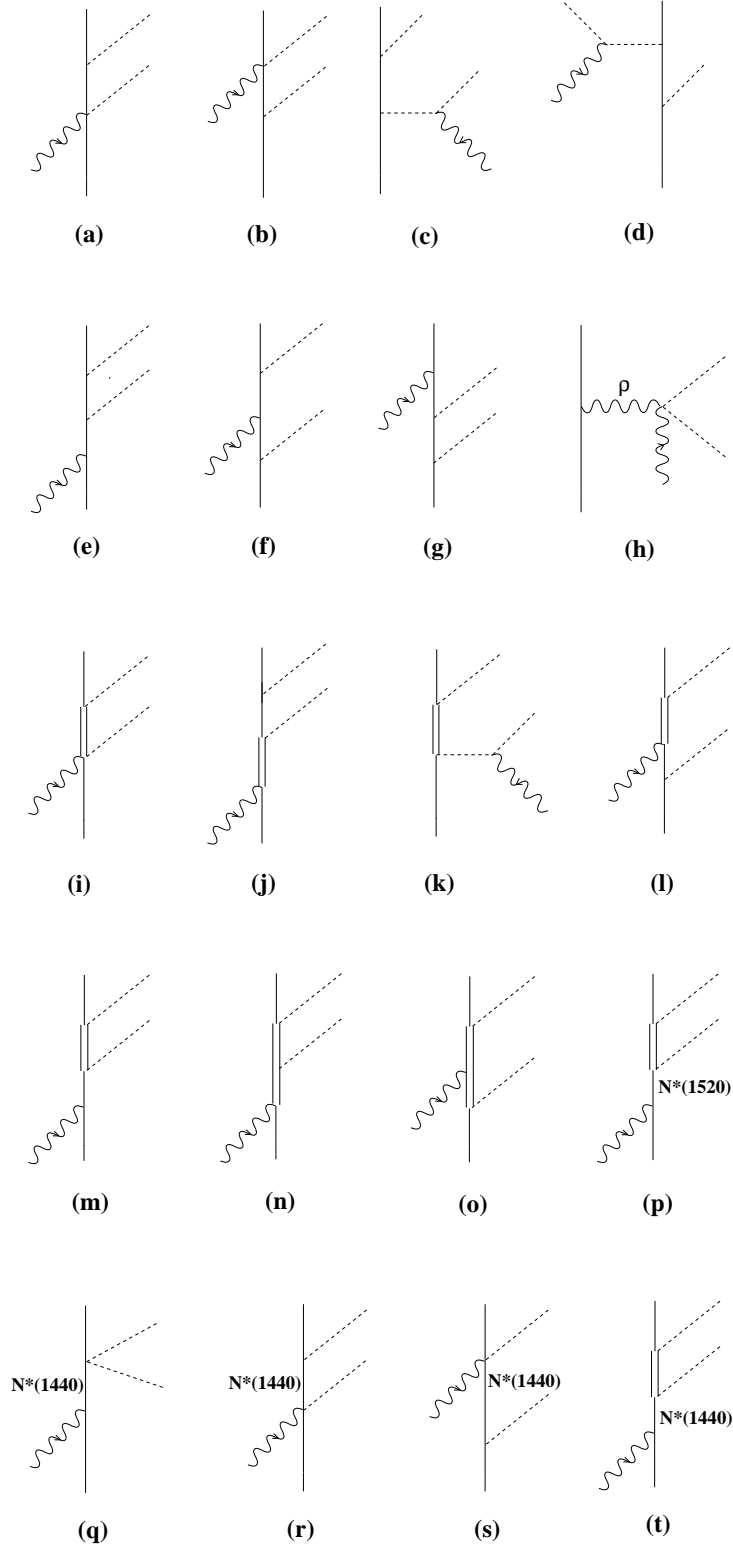 (a)
(b)
(c)
(d)
ρ
(e)
(f)
(g)
(h)
(i)
(j)
(k)
(l)
N*(1520)
(m)
(n)
(o)
(p)
N*(1440)
N*(1440)
N*(1440)
N*(1440)
(q)
(r)
(s)
(t)